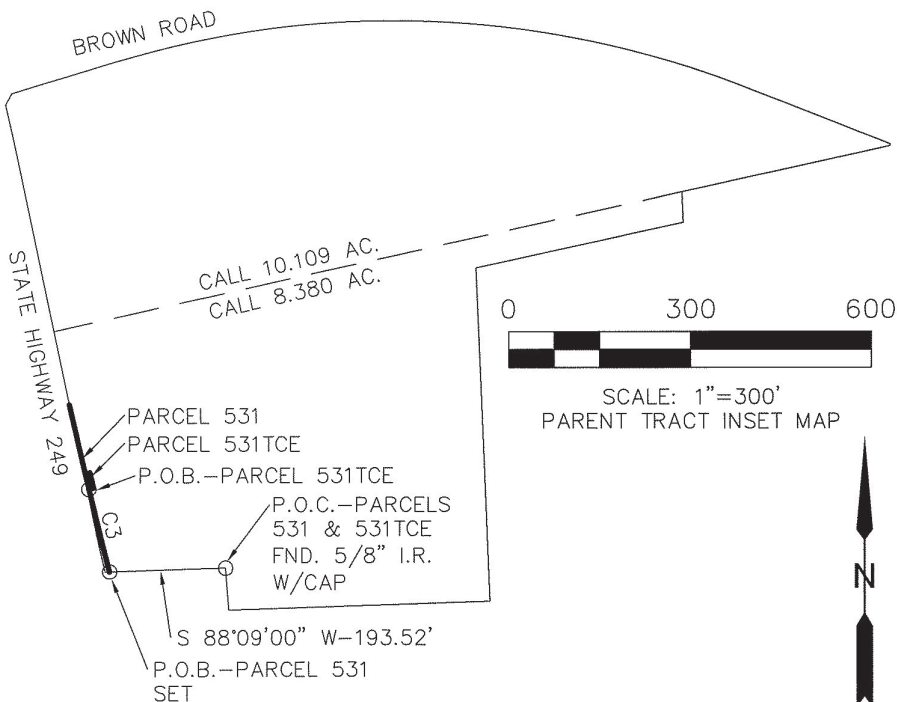 BROWN ROAD
STATE HIGHWAY 249
CALL 10.109 AC.
CALL 8.380 AC.
0 300 600
SCALE: 1"=300'
PARENT TRACT INSET MAP
PARCEL 531
PARCEL 531TCE
P.O.B.-PARCEL 531TCE
C3
P.O.C.-PARCELS
531 & 531TCE
FND. 5/8" I.R.
W/CAP
N
S 88°09'00" W-193.52'
P.O.B.-PARCEL 531
SET